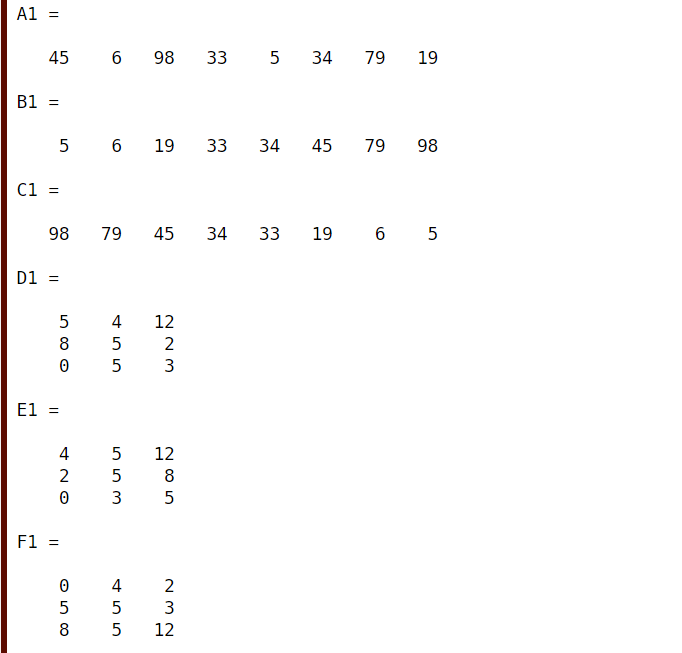 A1 =
45 6 98 33 5 34 79 19
B1 =
5 6 19 33 34 45 79 98
C1 =
98 79 45 34 33 19 6 5
D1 =
5 4 12
8 5 2
0 5 3
E1 =
4 5 12
2 5 8
0 3 5
F1 =
0 4 2
5 5 3
8 5 12